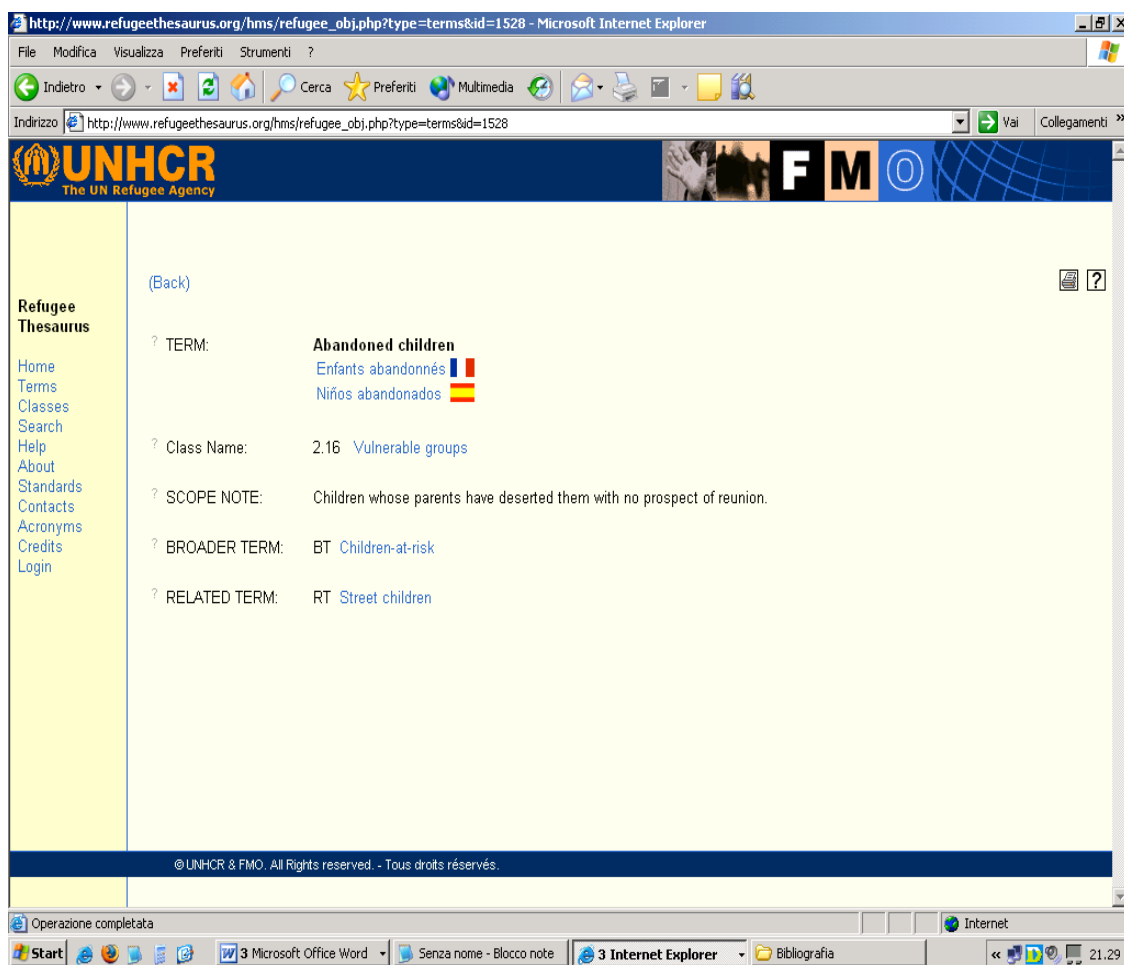 http://www.refugeethesaurus.org/hms/refugee_obj.php?type=terms&id=1528 - Microsoft Internet Explorer
File Modifica Visualizza Preferiti Strumenti ?
Indietro Cerca Preferiti Multimedia
Indirizzo http://www.refugeethesaurus.org/hms/refugee_obj.php?type=terms&id=1528 Vai Collegamenti »
UNHCR
The UN Refugee Agency
F M O
(Back) ?
Refugee
Thesaurus
Home
Terms
Classes
Search
Help
About
Standards
Contacts
Acronyms
Credits
Login
? TERM: Abandoned children
Enfants abandonnés
Niños abandonados
? Class Name: 2.16 Vulnerable groups
? SCOPE NOTE: Children whose parents have deserted them with no prospect of reunion.
? BROADER TERM: BT Children-at-risk
? RELATED TERM: RT Street children
© UNHCR & FMO. All Rights reserved. - Tous droits réservés.
Operazione completata Internet
Start 3 Microsoft Office Word Senza nome - Blocco note 3 Internet Explorer Bibliografia « 21.29